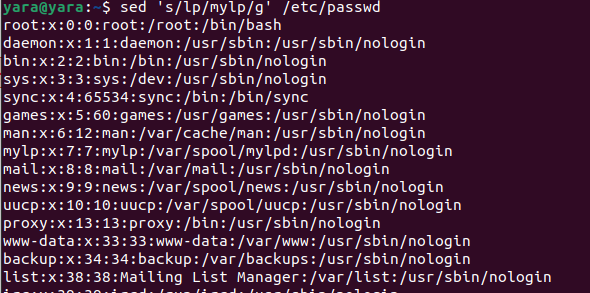 yara@yara:~$ sed 's/lp/mylp/g' /etc/passwd
root:x:0:0:root:/root:/bin/bash
daemon:x:1:1:daemon:/usr/sbin:/usr/sbin/nologin
bin:x:2:2:bin:/bin:/usr/sbin/nologin
sys:x:3:3:sys:/dev:/usr/sbin/nologin
sync:x:4:65534:sync:/bin:/bin/sync
games:x:5:60:games:/usr/games:/usr/sbin/nologin
man:x:6:12:man:/var/cache/man:/usr/sbin/nologin
mylp:x:7:7:mylp:/var/spool/mylpd:/usr/sbin/nologin
mail:x:8:8:mail:/var/mail:/usr/sbin/nologin
news:x:9:9:news:/var/spool/news:/usr/sbin/nologin
uucp:x:10:10:uucp:/var/spool/uucp:/usr/sbin/nologin
proxy:x:13:13:proxy:/bin:/usr/sbin/nologin
www-data:x:33:33:www-data:/var/www:/usr/sbin/nologin
backup:x:34:34:backup:/var/backups:/usr/sbin/nologin
list:x:38:38:Mailing List Manager:/var/list:/usr/sbin/nologin